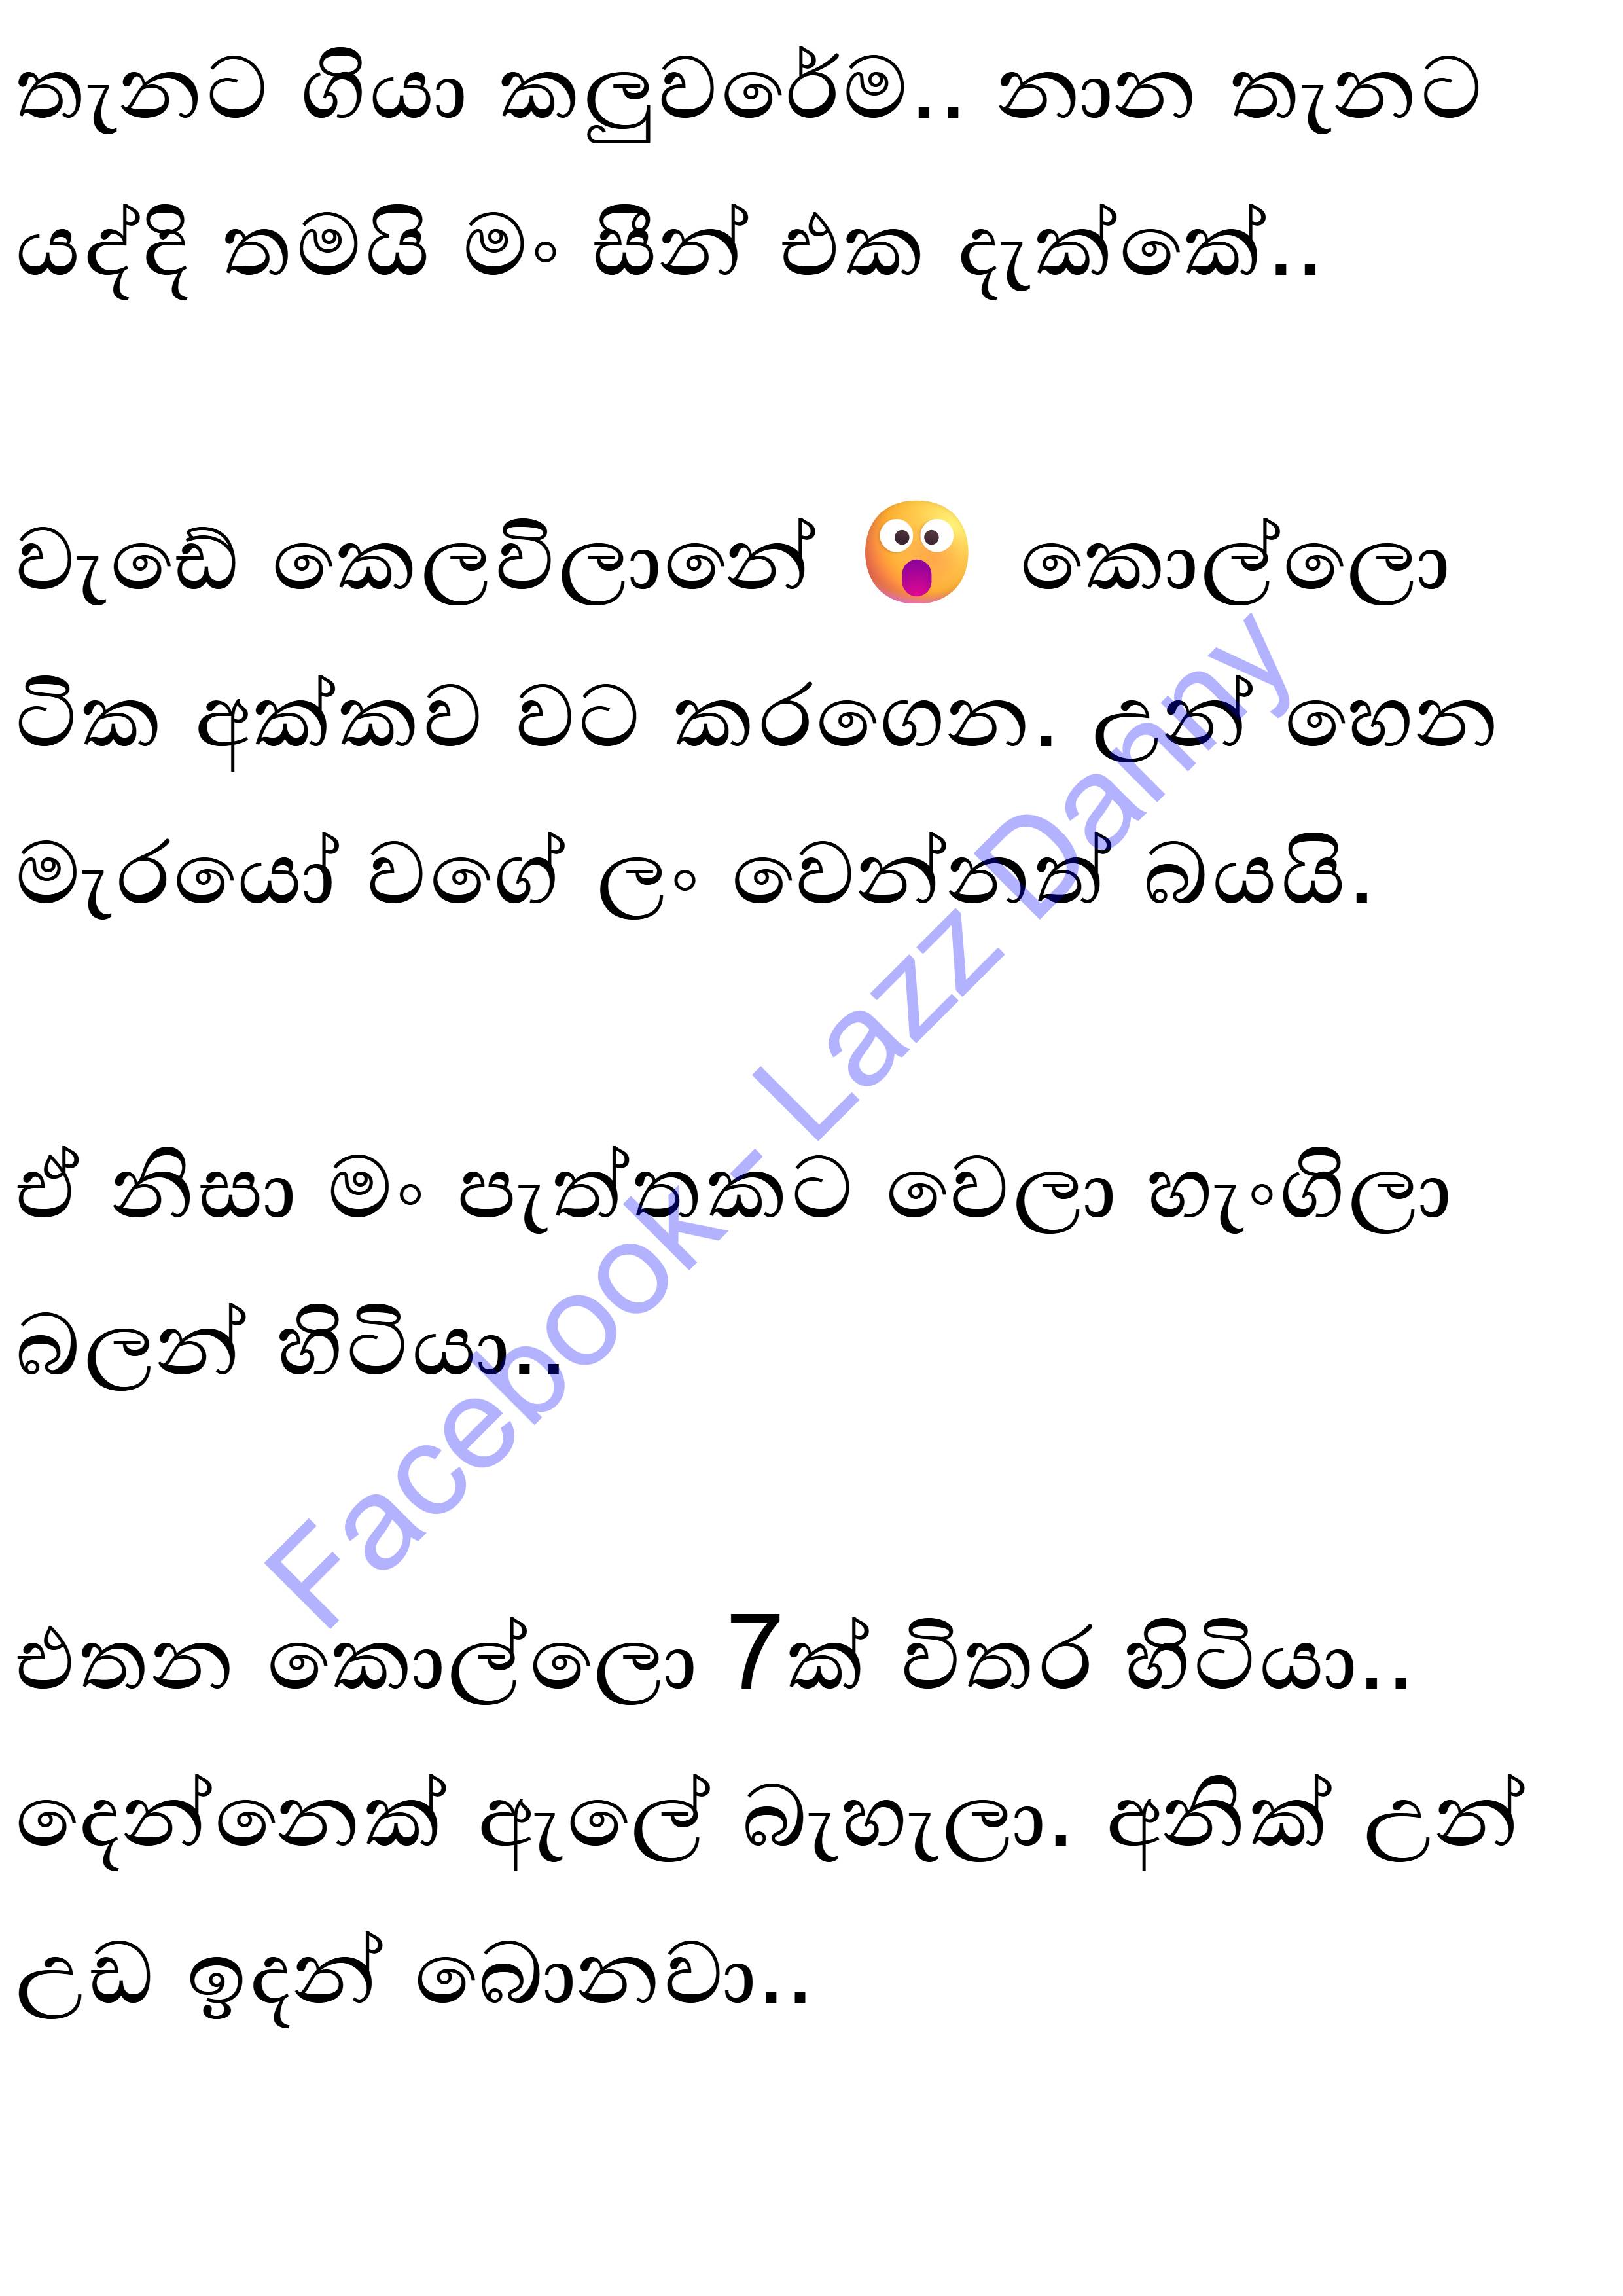 තැනට ගියා කලුවරේම.. නාන තැනට
යද්දි තමයි මං සීන් එක දැක්කේ..
වැඩේ කෙලවිලානේ 😲 කොල්ලො
ටික අක්කව වට කරගෙන. උන් හෙන
මැරයෝ වගේ ලං වෙන්නත් බයයි.
ඒ නිසා මං පැත්තකට වෙලා හැංගිලා
බලන් හිටියා..
එතන කොල්ලො 7ක් විතර හිටියා..
දෙන්නෙක් ඇලේ බැහැලා. අනික් උන්
උඩ ඉදන් බොනවා..
Facebook- Lazz Danny